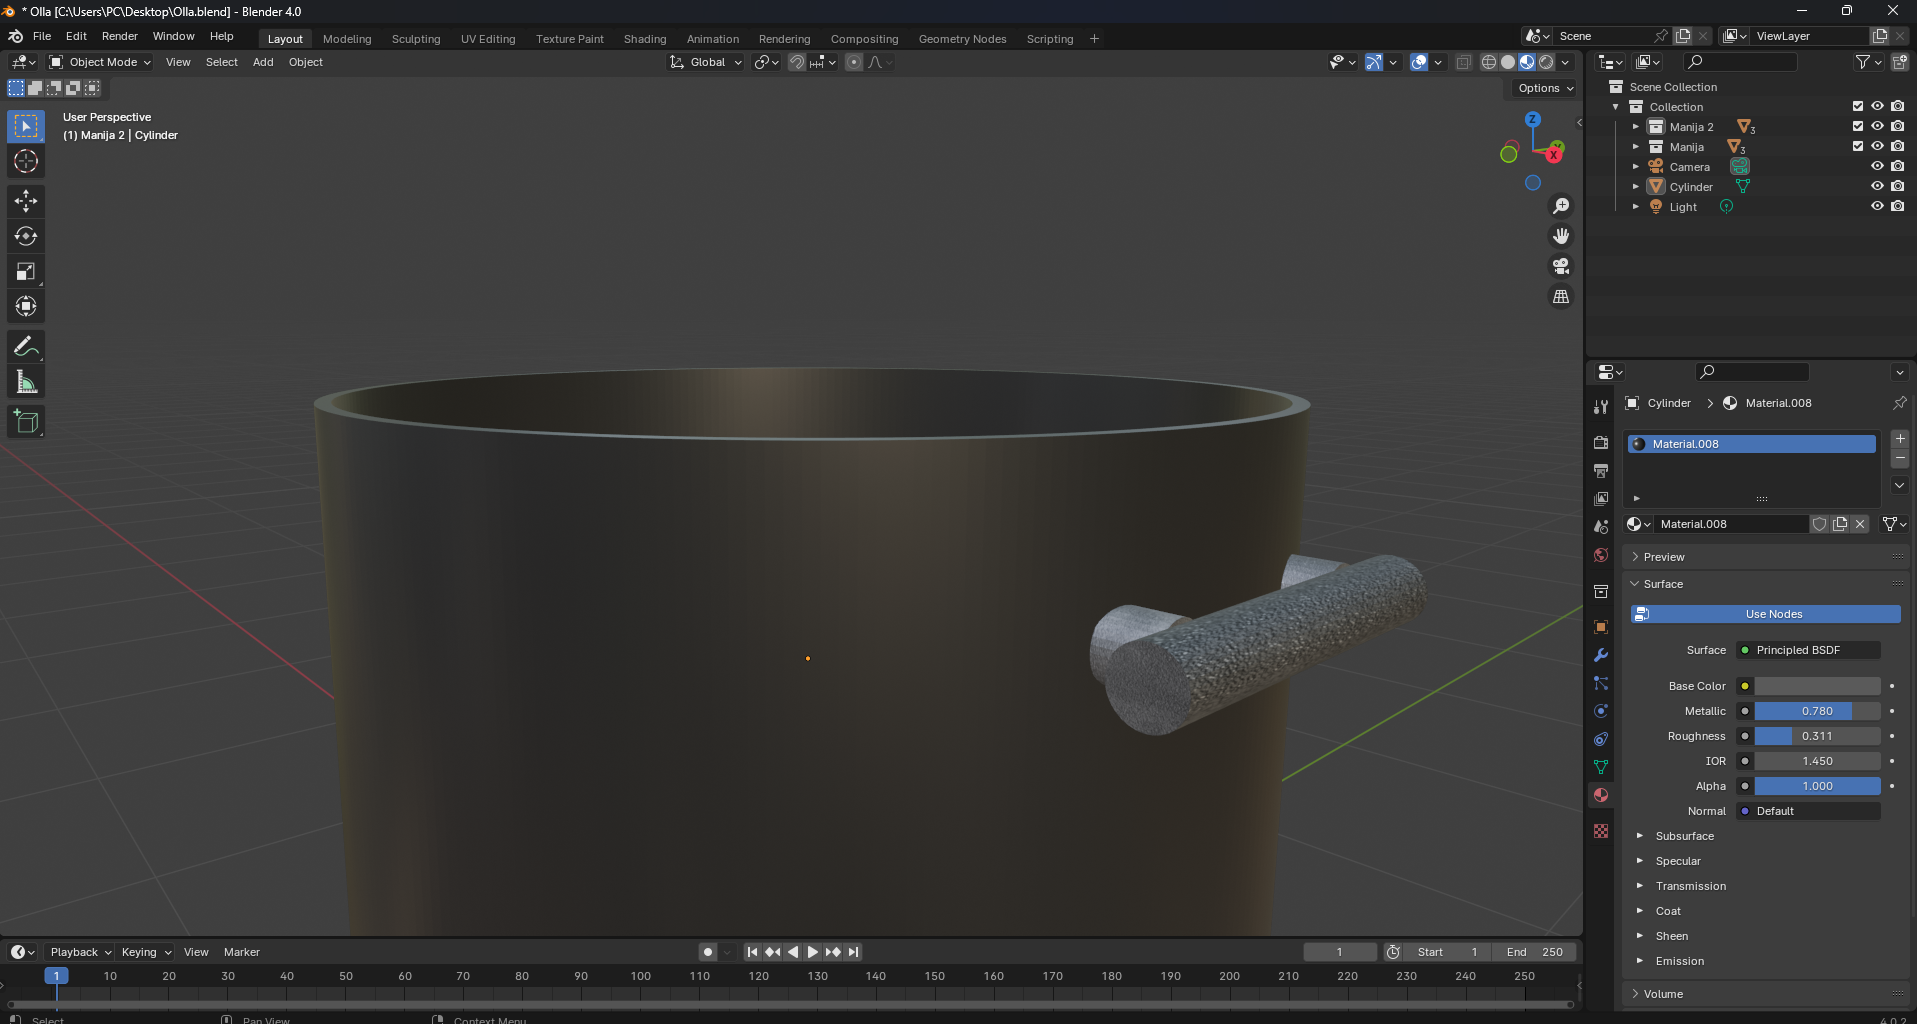 * Olla [C:\Users\PC\Desktop\Olla.blend] - Blender 4.0
File Edit Render Window Help
Layout Modeling Sculpting UV Editing Texture Paint Shading Animation Rendering Compositing Geometry Nodes Scripting +
Scene
ViewLayer
Object Mode View Select Add Object
Global
Options
User Perspective
(1) Manija 2 | Cylinder
Z
Y
X
Scene Collection
Collection
Manija 2 3
Manija 3
Camera
Cylinder
Light
Cylinder > Material.008
Material.008
Material.008
Preview
Surface
Use Nodes
Surface Principled BSDF
Base Color
Metallic 0.780
Roughness 0.311
IOR 1.450
Alpha 1.000
Normal Default
Subsurface
Specular
Transmission
Coat
Sheen
Emission
Volume
Playback Keying View Marker
1
Start 1
End 250
1 10 20 30 40 50 60 70 80 90 100 110 120 130 140 150 160 170 180 190 200 210 220 230 240 250
Select
Pan View
Context Menu
4.0.2